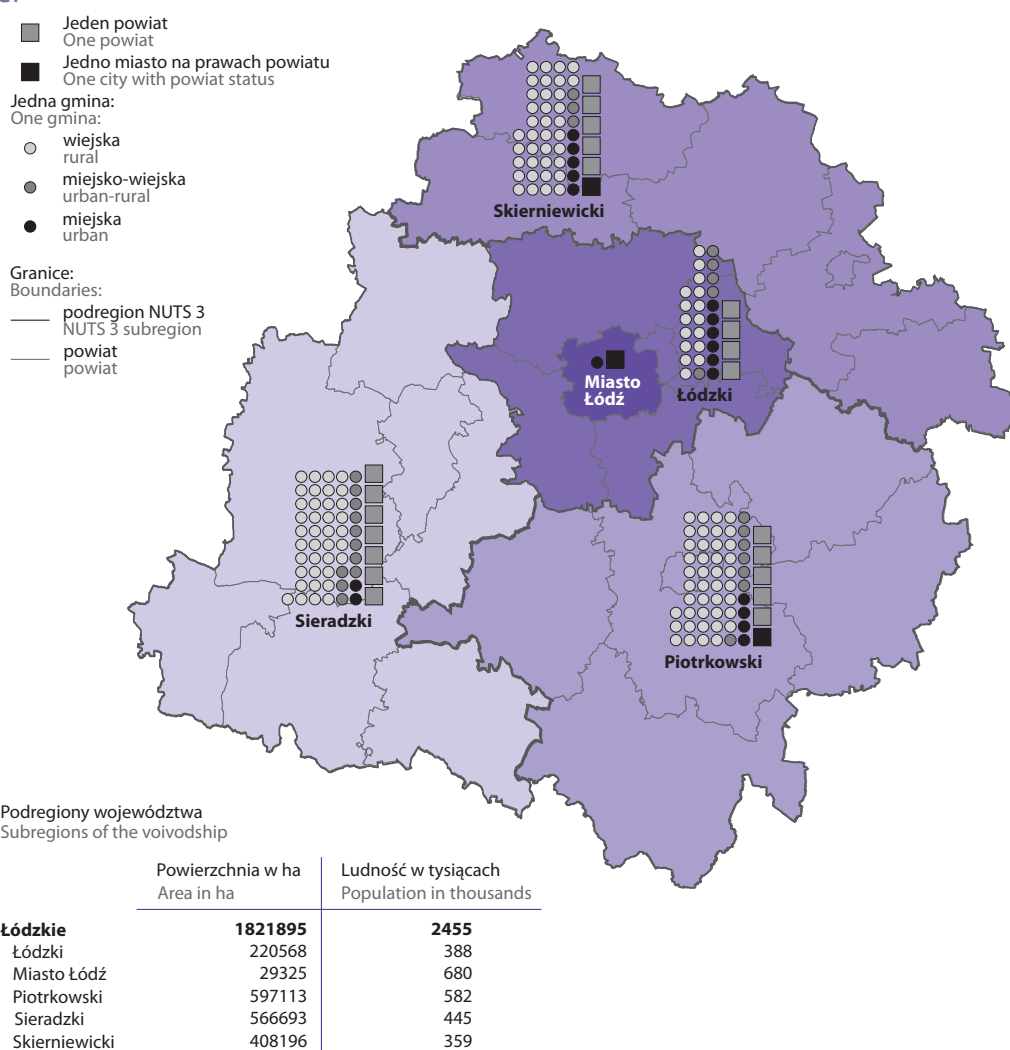 Jeden powiat
One powiat
Jedno miasto na prawach powiatu
One city with powiat status
Jedna gmina:
One gmina:
wiejska
rural
miejsko-wiejska
urban-rural
miejska
urban
Granice:
Boundaries:
podregion NUTS 3
NUTS 3 subregion
powiat
powiat
Skierniewicki
Miasto
Łódź
Łódzki
Sieradzki
Piotrkowski
Podregiony województwa
Subregions of the voivodship
Powierzchnia w ha Ludność w tysiącach
Area in ha Population in thousands
Łódzkie 1821895 2455
Łódzki 220568 388
Miasto Łódź 29325 680
Piotrkowski 597113 582
Sieradzki 566693 445
Skierniewicki 408196 359